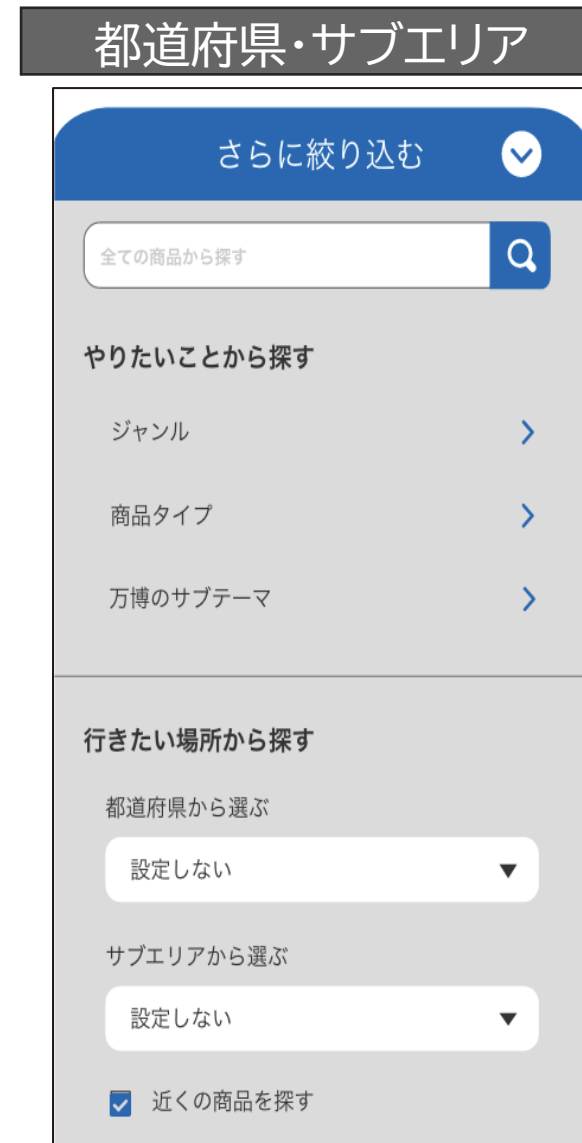 都道府県・サブエリア
さらに絞り込む
全ての商品から探す
やりたいことから探す
ジャンル
商品タイプ
万博のサブテーマ
行きたい場所から探す
都道府県から選ぶ
設定しない
サブエリアから選ぶ
設定しない
近くの商品を探す